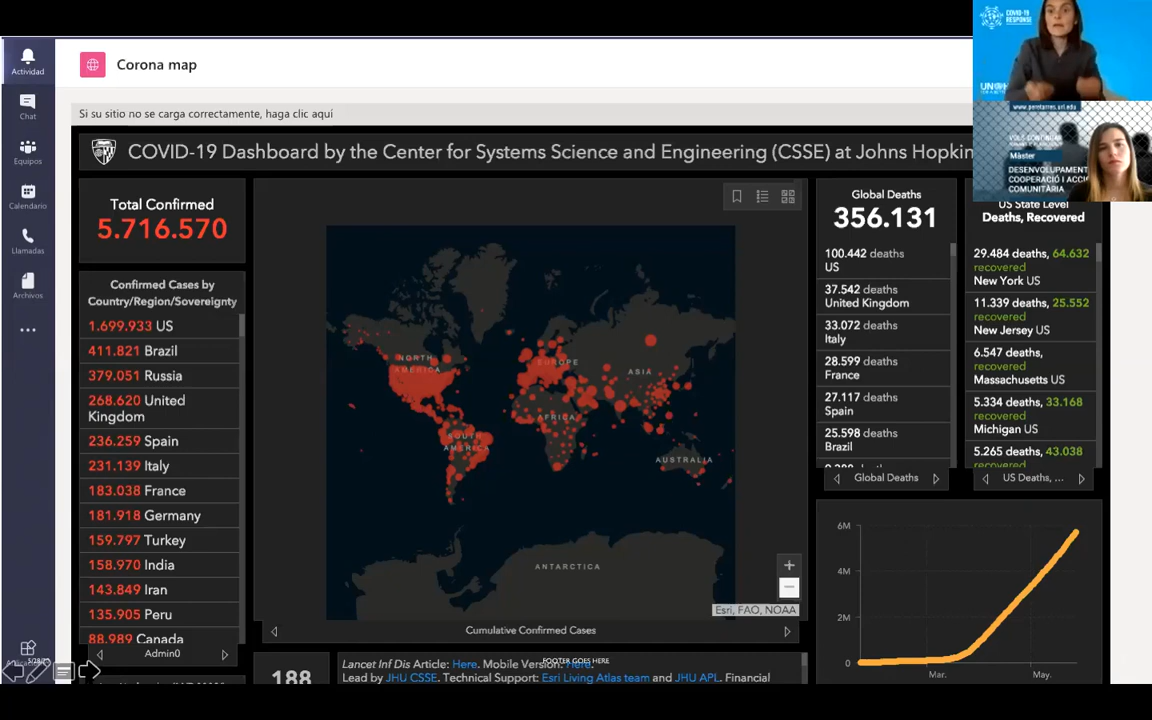 Actividad
Chat
Equipos
Calendario
Llamadas
Archivos
Corona map
Si su sitio no se carga correctamente, haga clic aquí
COVID-19 Dashboard by the Center for Systems Science and Engineering (CSSE) at Johns Hopkin
COVID-19
RESPONSE
www.peretarres.url.edu
Màster
DESENVOLUPAMENT
COOPERACIÓ I ACCI
COMUNITÀRIA
Total Confirmed
5.716.570
Confirmed Cases by
Country/Region/Sovereignty
1.699.933 US
411.821 Brazil
379.051 Russia
268.620 United
Kingdom
236.259 Spain
231.139 Italy
183.038 France
181.918 Germany
159.797 Turkey
158.970 India
143.849 Iran
135.905 Peru
88.989 Canada
Admin0
NORTH
AMERICA
EUROPE
ASIA
AFRICA
SOUTH
AMERICA
AUSTRALIA
ANTARCTICA
Esri, FAO, NOAA
Cumulative Confirmed Cases
188
Lancet Inf Dis Article: Here. Mobile Version: Here.
FOOTER GOES HERE
Lead by JHU CSSE. Technical Support: Esri Living Atlas team and JHU APL. Financial
Global Deaths
356.131
100.442 deaths
US
37.542 deaths
United Kingdom
33.072 deaths
Italy
28.599 deaths
France
27.117 deaths
Spain
25.598 deaths
Brazil
Global Deaths
US State Level
Deaths, Recovered
29.484 deaths, 64.632
recovered
New York US
11.339 deaths, 25.552
recovered
New Jersey US
6.547 deaths,
recovered
Massachusetts US
5.334 deaths, 33.168
recovered
Michigan US
5.265 deaths, 43.038
recovered
US Deaths, ...
6M
4M
2M
0
Mar.
May.